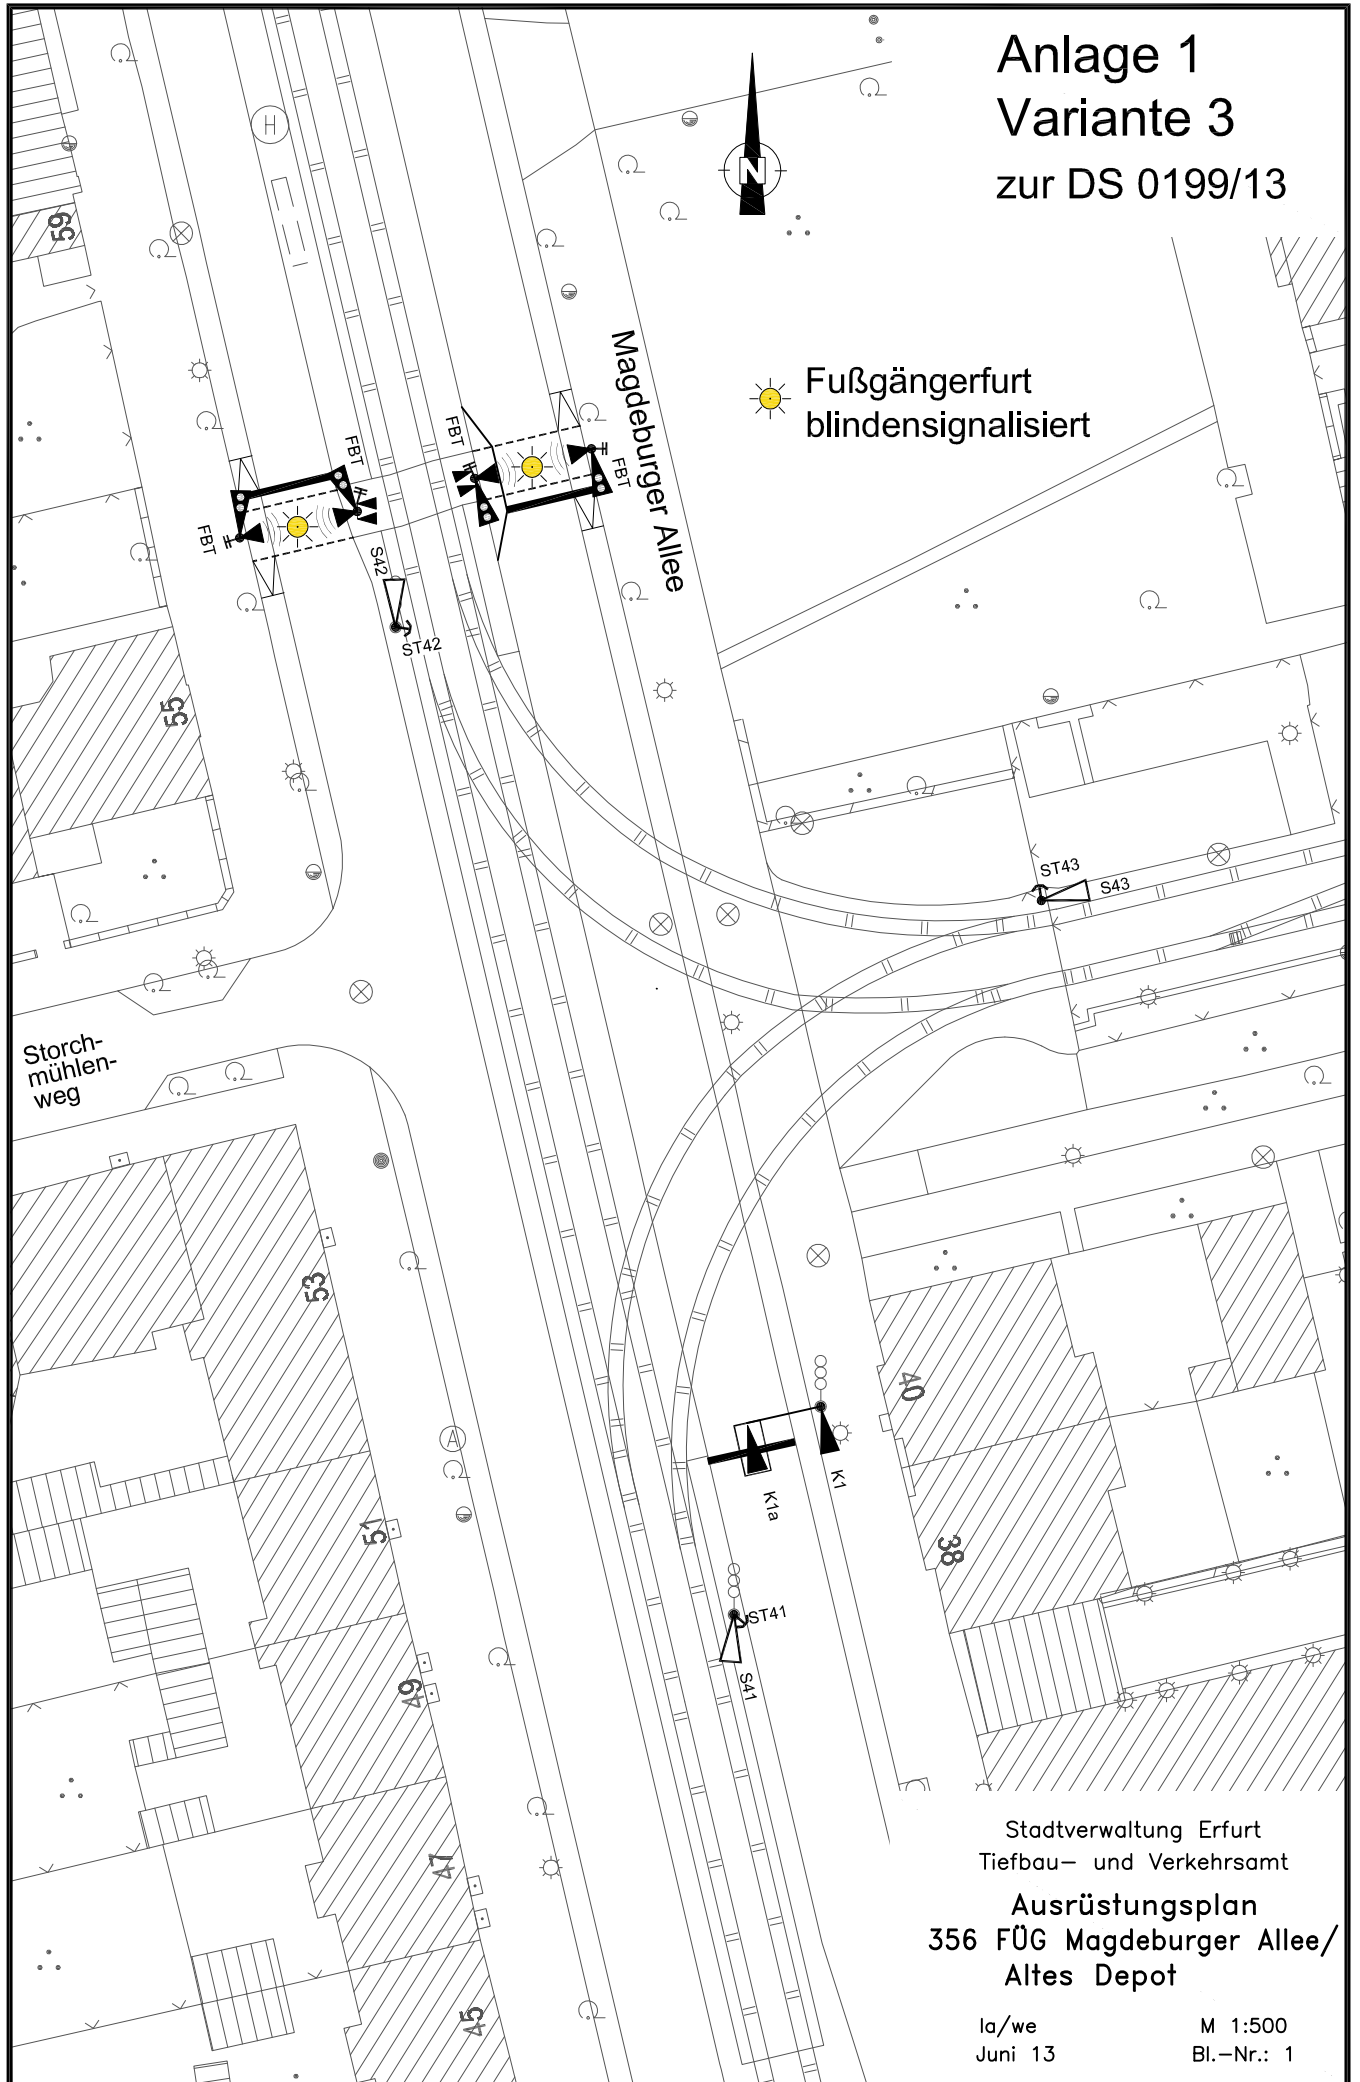 Anlage 1
Variante 3
zur DS 0199/13
H
N
59
Magdeburger Allee
Fußgängerfurt
blindensignalisiert
FBT
FBT
FBT
FBT
S42
ST42
55
ST43
S43
Storch-
mühlen-
weg
53
40
A
K1
K1a
51
38
ST41
S41
49
47
45
Stadtverwaltung Erfurt
Tiefbau- und Verkehrsamt
Ausrüstungsplan
356 FÜG Magdeburger Allee/
Altes Depot
la/we
M 1:500
Juni 13
Bl.-Nr.: 1